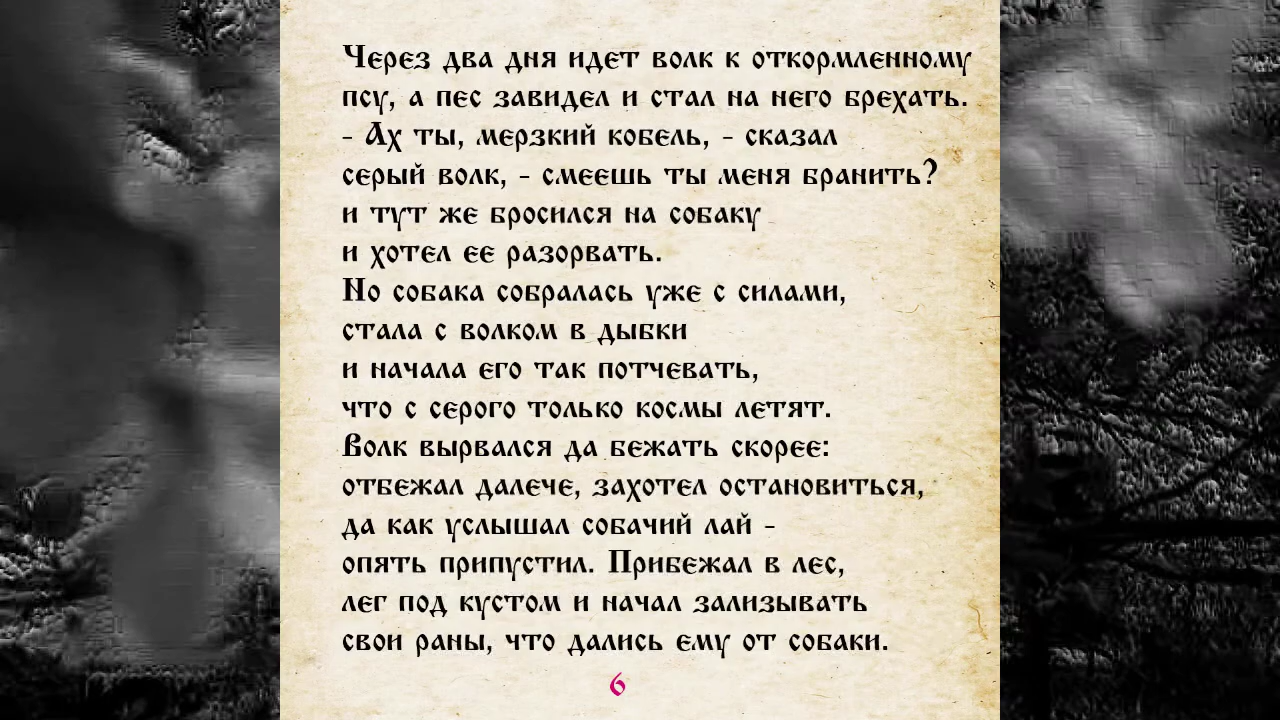 Через два дня идет волк к откормленному
псу, а пес завидел и стал на него брехать.
- Ах ты, мерзкий кобель, - сказал
серый волк, - смеешь ты меня бранить?
и тут же бросился на собаку
и хотел ее разорвать.
Но собака собралась уже с силами,
стала с волком в дыбки
и начала его так потчевать,
что с серого только космы летят.
Волк вырвался да бежать скорее:
отбежал далече, захотел остановиться,
да как услышал собачий лай -
опять припустил. Прибежал в лес,
лег под кустом и начал зализывать
свои раны, что дались ему от собаки.
6